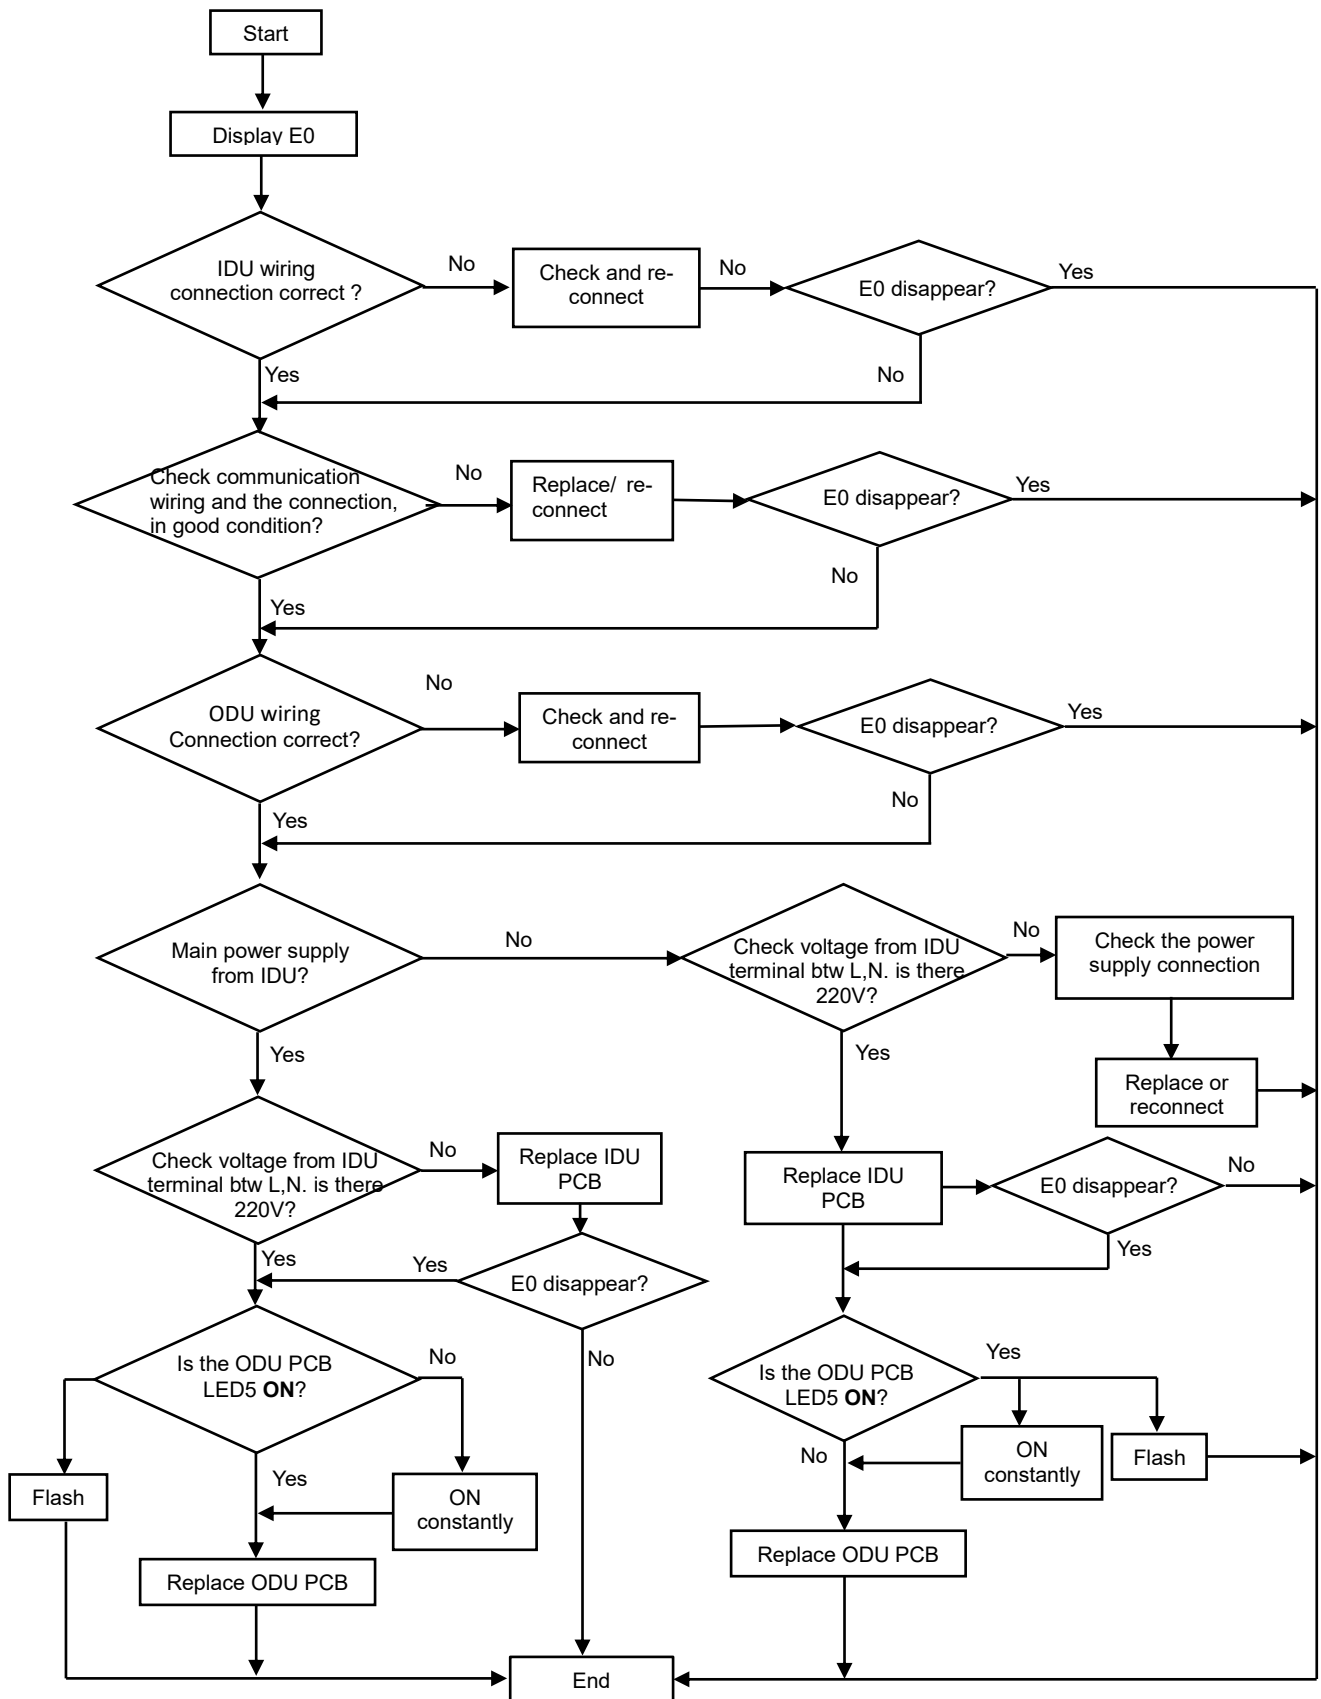 Start
Display E0
IDU wiring
connection correct ?
No
Check and re-
connect
No
E0 disappear?
Yes
Yes
No
Check communication
wiring and the connection,
in good condition?
No
Replace/ re-
connect
E0 disappear?
Yes
No
Yes
ODU wiring
Connection correct?
No
Check and re-
connect
E0 disappear?
Yes
No
Yes
Main power supply
from IDU?
No
Check voltage from IDU
terminal btw L,N. is there
220V?
No
Check the power
supply connection
Yes
Yes
Replace or
reconnect
Check voltage from IDU
terminal btw L,N. is there
220V?
No
Replace IDU
PCB
Replace IDU
PCB
E0 disappear?
No
Yes
Yes
Yes
E0 disappear?
No
Is the ODU PCB
LED5 ON?
No
Is the ODU PCB
LED5 ON?
Yes
No
ON
constantly
Flash
Flash
Yes
ON
constantly
Replace ODU PCB
Replace ODU PCB
End